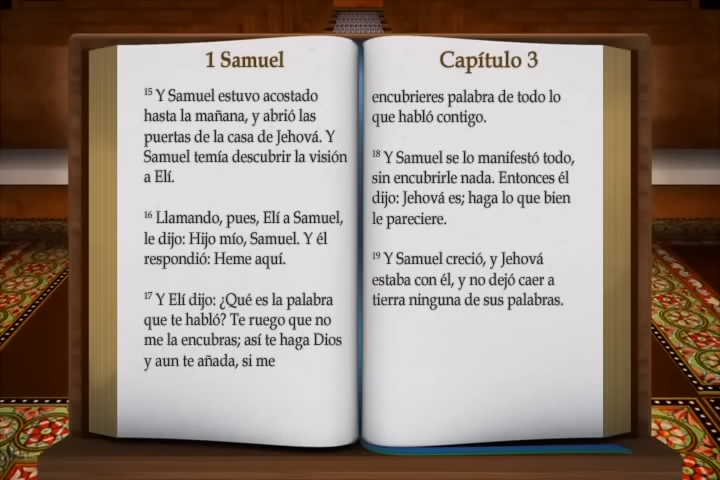 1 Samuel
15 Y Samuel estuvo acostado
hasta la mañana, y abrió las
puertas de la casa de Jehová. Y
Samuel temía descubrir la visión
a Elí.
16 Llamando, pues, Elí a Samuel,
le dijo: Hijo mío, Samuel. Y él
respondió: Heme aquí.
17 Y Elí dijo: ¿Qué es la palabra
que te habló? Te ruego que no
me la encubras; así te haga Dios
y aun te añada, si me
Capítulo 3
encubrieres palabra de todo lo
que habló contigo.
18 Y Samuel se lo manifestó todo,
sin encubrirle nada. Entonces él
dijo: Jehová es; haga lo que bien
le pareciere.
19 Y Samuel creció, y Jehová
estaba con él, y no dejó caer a
tierra ninguna de sus palabras.